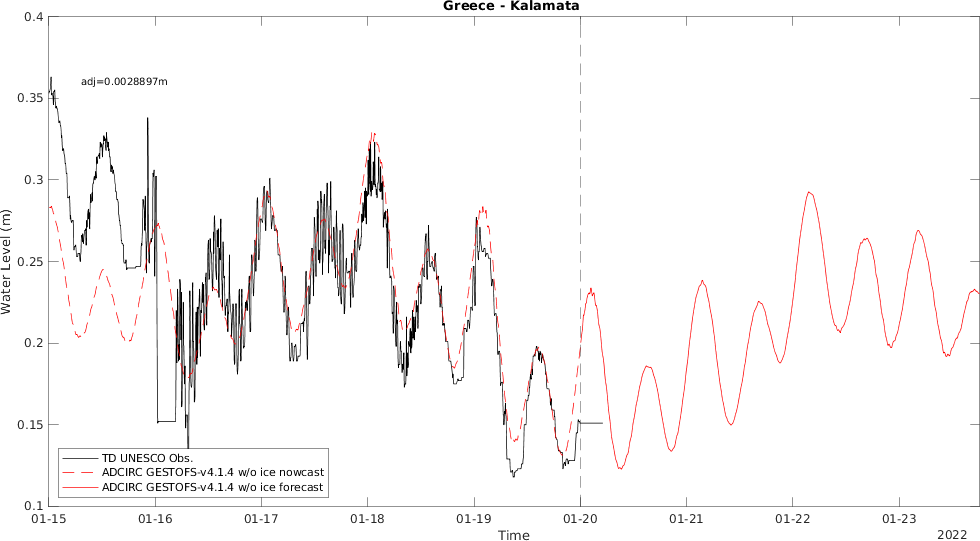 Greece - Kalamata
adj=0.0028897m
0.4
0.35
0.3
0.25
0.2
0.15
0.1
Water Level (m)
TD UNESCO Obs.
ADCIRC GESTOFS-v4.1.4 w/o ice nowcast
ADCIRC GESTOFS-v4.1.4 w/o ice forecast
01-15 01-16 01-17 01-18 01-19 01-20 01-21 01-22 01-23
Time
2022